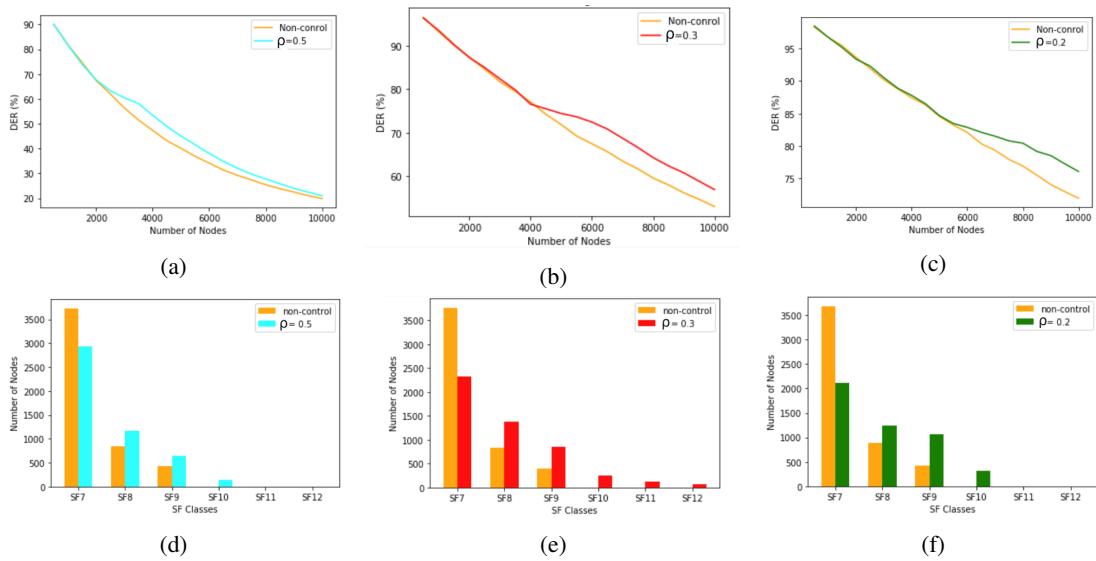 Non-conrol
ρ=0.5
90
80
70
60
50
40
30
20
DER (%)
2000 4000 6000 8000 10000
Number of Nodes
(a)
Non-conrol
ρ=0.3
90
80
70
60
DER (%)
2000 4000 6000 8000 10000
Number of Nodes
(b)
Non-conrol
ρ=0.2
95
90
85
80
75
DER (%)
2000 4000 6000 8000 10000
Number of Nodes
(c)
non-control
ρ= 0.5
3500
3000
2500
2000
1500
1000
500
0
Number of Nodes
SF7 SF8 SF9 SF10 SF11 SF12
SF Classes
(d)
non-control
ρ= 0.3
3500
3000
2500
2000
1500
1000
500
0
Number of Nodes
SF7 SF8 SF9 SF10 SF11 SF12
SF Classes
(e)
non-control
ρ= 0.2
3500
3000
2500
2000
1500
1000
500
0
Number of Nodes
SF7 SF8 SF9 SF10 SF11 SF12
SF Classes
(f)